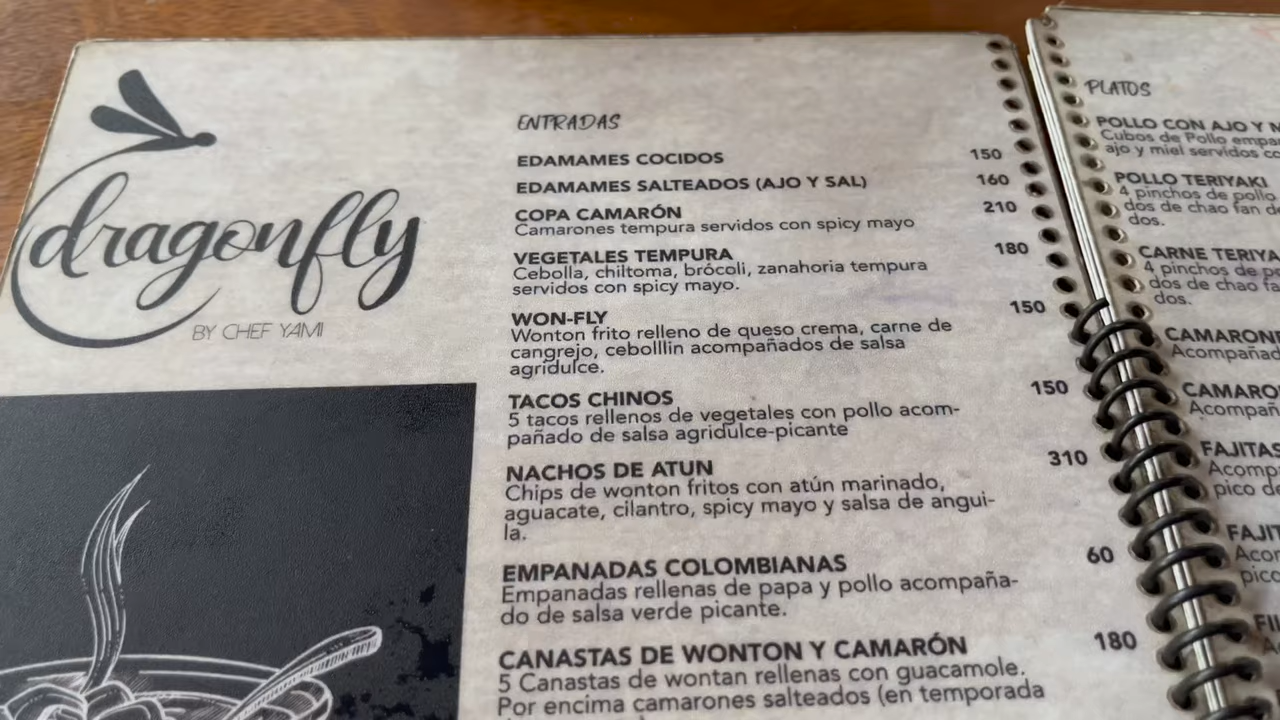 dragonfly
BY CHEF YAMI
ENTRADAS
EDAMAMES COCIDOS 150
EDAMAMES SALTEADOS (AJO Y SAL) 160
COPA CAMARÓN 210
Camarones tempura servidos con spicy mayo
VEGETALES TEMPURA 180
Cebolla, chiltoma, brócoli, zanahoria tempura
servidos con spicy mayo.
WON-FLY 150
Wonton frito relleno de queso crema, carne de
cangrejo, cebolllin acompañados de salsa
agridulce.
TACOS CHINOS 150
5 tacos rellenos de vegetales con pollo acom-
pañado de salsa agridulce-picante
NACHOS DE ATUN 310
Chips de wonton fritos con atún marinado,
aguacate, cilantro, spicy mayo y salsa de angui-
la.
EMPANADAS COLOMBIANAS 60
Empanadas rellenas de papa y pollo acompaña-
do de salsa verde picante.
CANASTAS DE WONTON Y CAMARÓN 180
5 Canastas de wontan rellenas con guacamole.
Por encima camarones salteados (en temporada
PLATOS
POLLO CON AJO Y
Cubos de Pollo
ajo y miel servidos
POLLO TERIYAKI
4 pinchos de pollo
dos de chao fan
dos.
CARNE
4 pinchos de
dos de chao
dos.